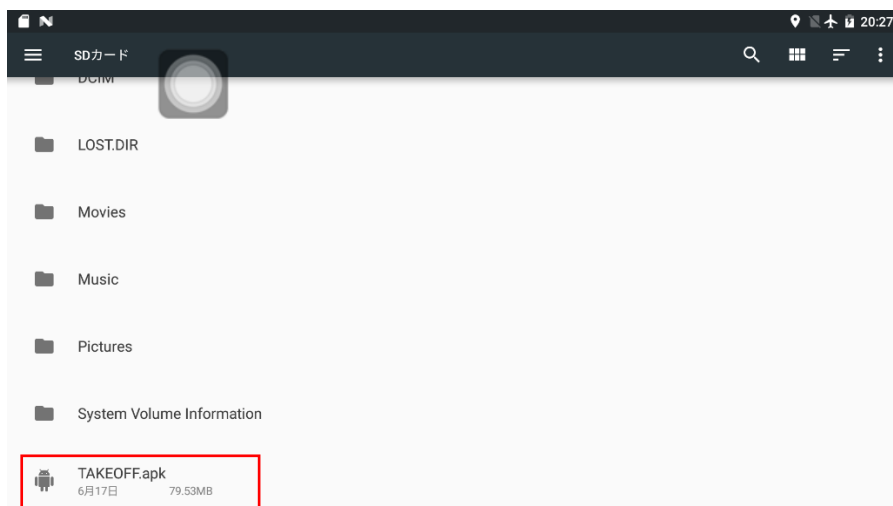 20:27
SDカード
DCIM
LOST.DIR
Movies
Music
Pictures
System Volume Information
TAKEOFF.apk
6月17日 79.53MB